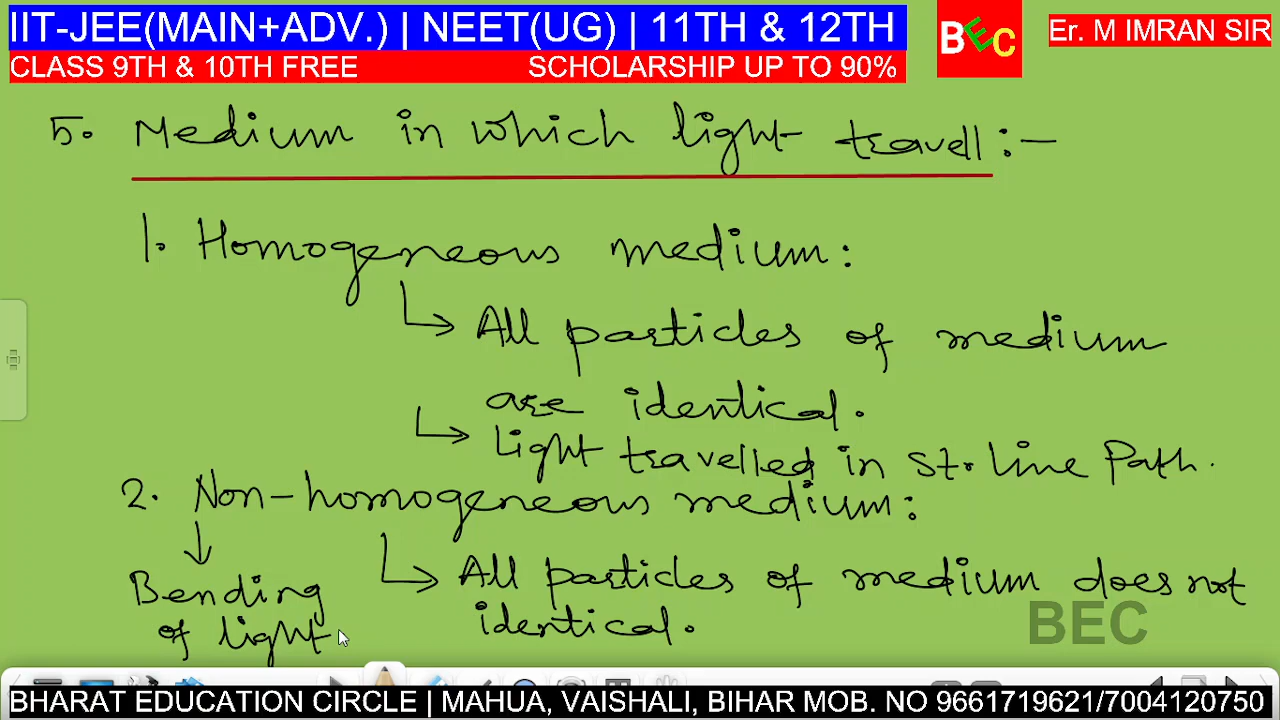 IIT-JEE(MAIN+ADV.) | NEET(UG) | 11TH & 12TH
CLASS 9TH & 10TH FREE SCHOLARSHIP UP TO 90%
BEC
Er. M IMRAN SIR
5. Medium in which light travell :-
1. Homogeneous medium:
All particles of medium
are identical.
Light travelled in St. Line Path.
2. Non-homogeneous medium:
All particles of medium does not
identical.
Bending
of light
BEC
BHARAT EDUCATION CIRCLE | MAHUA, VAISHALI, BIHAR MOB. NO 9661719621/7004120750